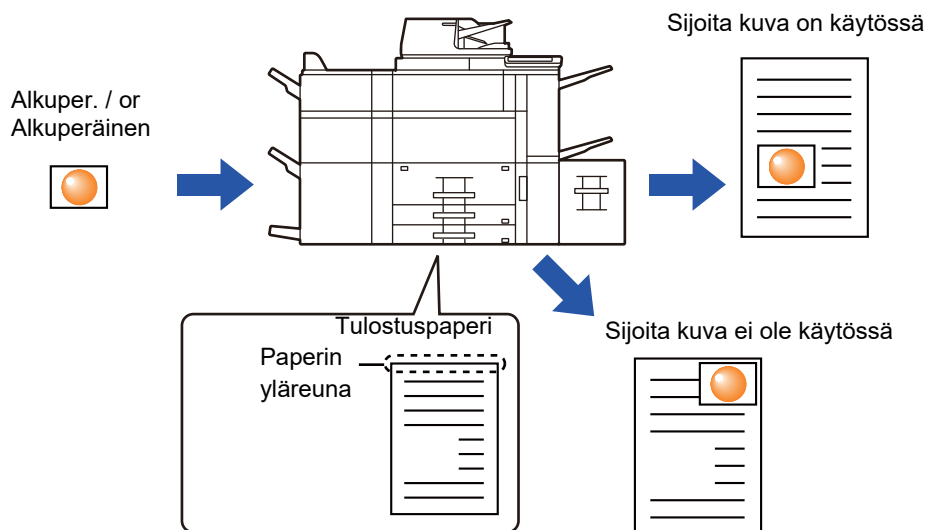 Sijoita kuva on käytössä
Alkuper. / or
Alkuperäinen
Tulostuspaperi
Paperin
yläreuna
Sijoita kuva ei ole käytössä